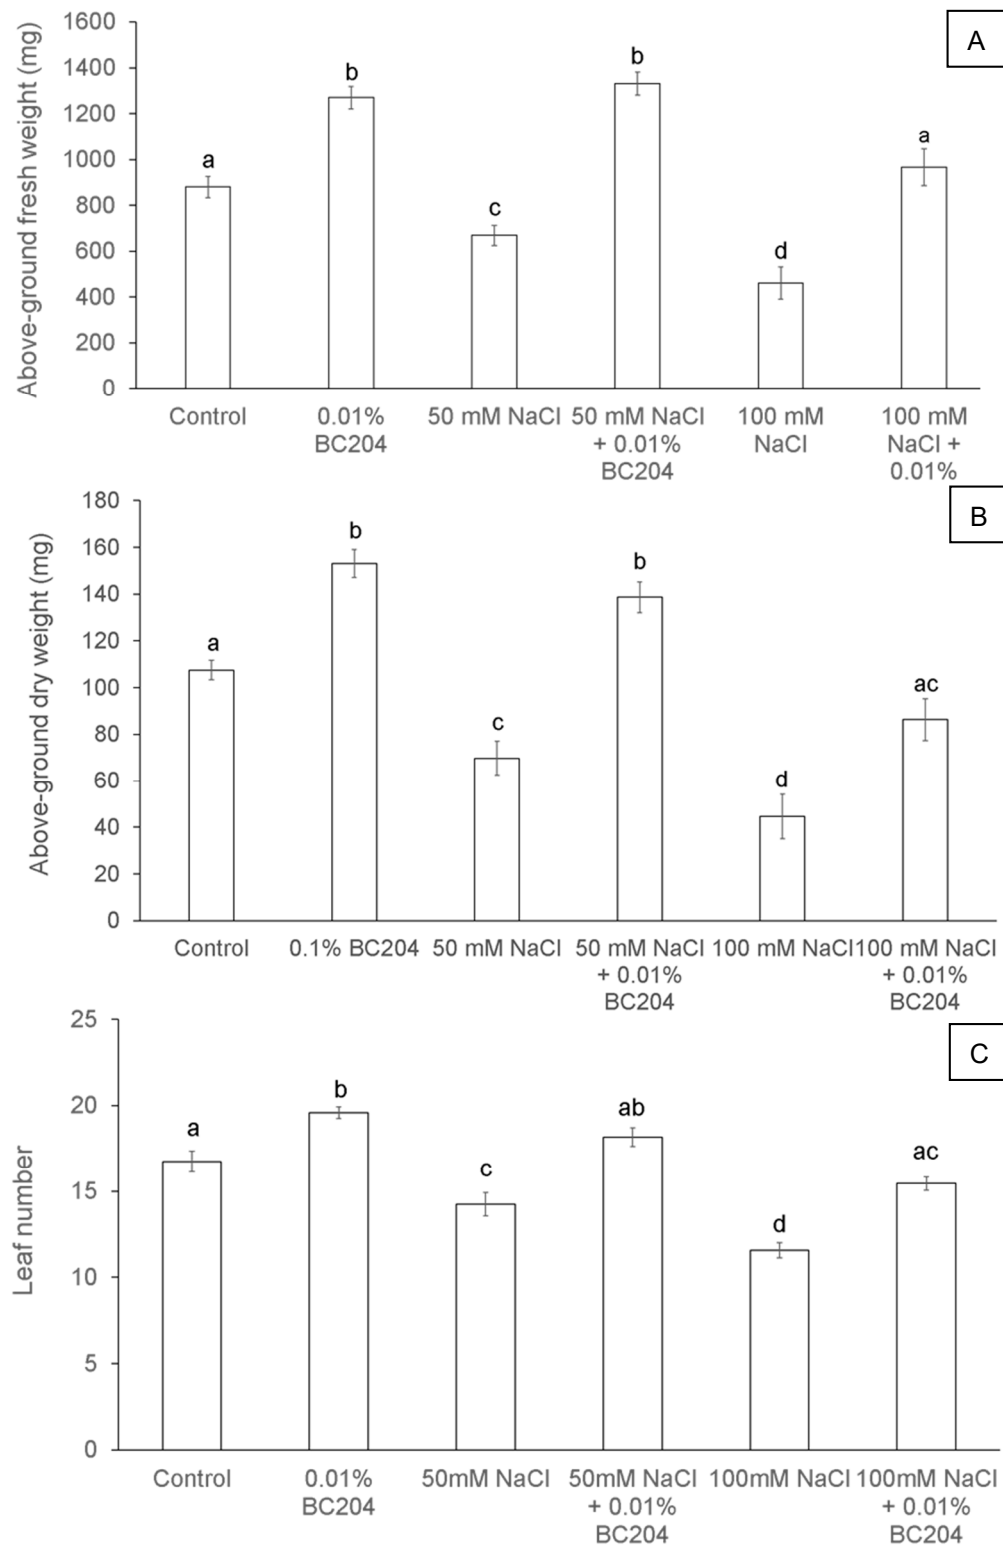 A
Above-ground fresh weight (mg)
1600
1400
1200
1000
800
600
400
200
0
a
b
c
b
d
a
Control
0.01%
BC204
50 mM NaCl
50 mM NaCl
+ 0.01%
BC204
100 mM
NaCl
100 mM
NaCl +
0.01%
B
Above-ground dry weight (mg)
180
160
140
120
100
80
60
40
20
0
a
b
c
b
d
ac
Control
0.1% BC204
50 mM NaCl
50 mM NaCl
+ 0.01%
BC204
100 mM NaCl
100 mM NaCl
+ 0.01%
BC204
C
Leaf number
25
20
15
10
5
0
a
b
c
ab
d
ac
Control
0.01%
BC204
50mM NaCl
50mM NaCl
+ 0.01%
BC204
100mM NaCl
100mM NaCl
+ 0.01%
BC204